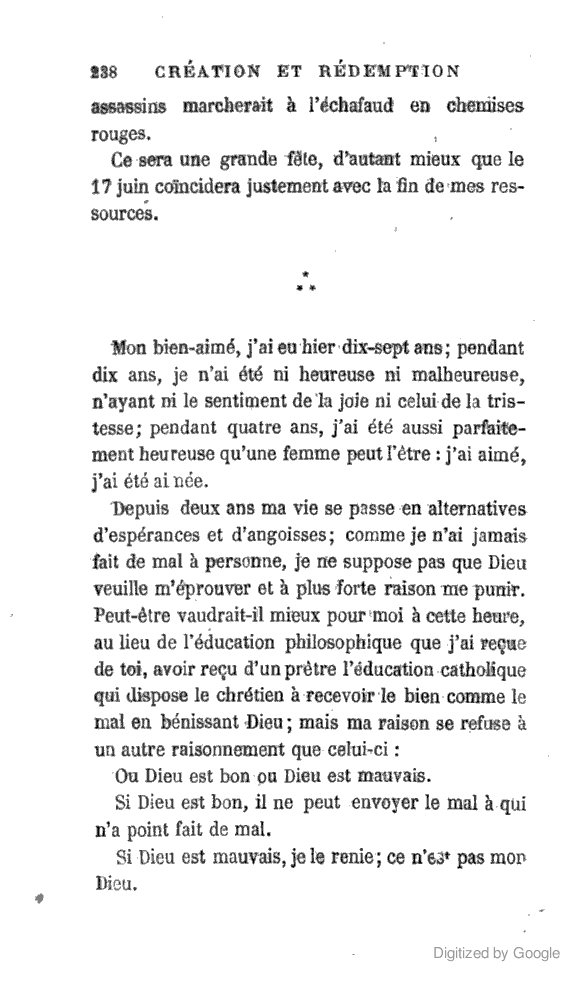 238 CRÉATION ET RÉDEMPTION
assassins marcherait à l'échafaud en chemises
rouges.
Ce sera une grande fête, d'autant mieux que le
17 juin coïncidera justement avec la fin de mes res-
sources.
*
* *
Mon bien-aimé, j'ai eu hier dix-sept ans; pendant
dix ans, je n'ai été ni heureuse ni malheureuse,
n'ayant ni le sentiment de la joie ni celui de la tris-
tesse; pendant quatre ans, j'ai été aussi parfaite-
ment heureuse qu'une femme peut l'être : j'ai aimé,
j'ai été aimée.
Depuis deux ans ma vie se passe en alternatives
d'espérances et d'angoisses; comme je n'ai jamais
fait de mal à personne, je ne suppose pas que Dieu
veuille m'éprouver et à plus forte raison me punir.
Peut-être vaudrait-il mieux pour moi à cette heure,
au lieu de l'éducation philosophique que j'ai reçue
de toi, avoir reçu d'un prêtre l'éducation catholique
qui dispose le chrétien à recevoir le bien comme le
mal en bénissant Dieu; mais ma raison se refuse à
un autre raisonnement que celui-ci :
Ou Dieu est bon ou Dieu est mauvais.
Si Dieu est bon, il ne peut envoyer le mal à qui
n'a point fait de mal.
Si Dieu est mauvais, je le renie; ce n'est pas mon
Dieu.
Digitized by Google